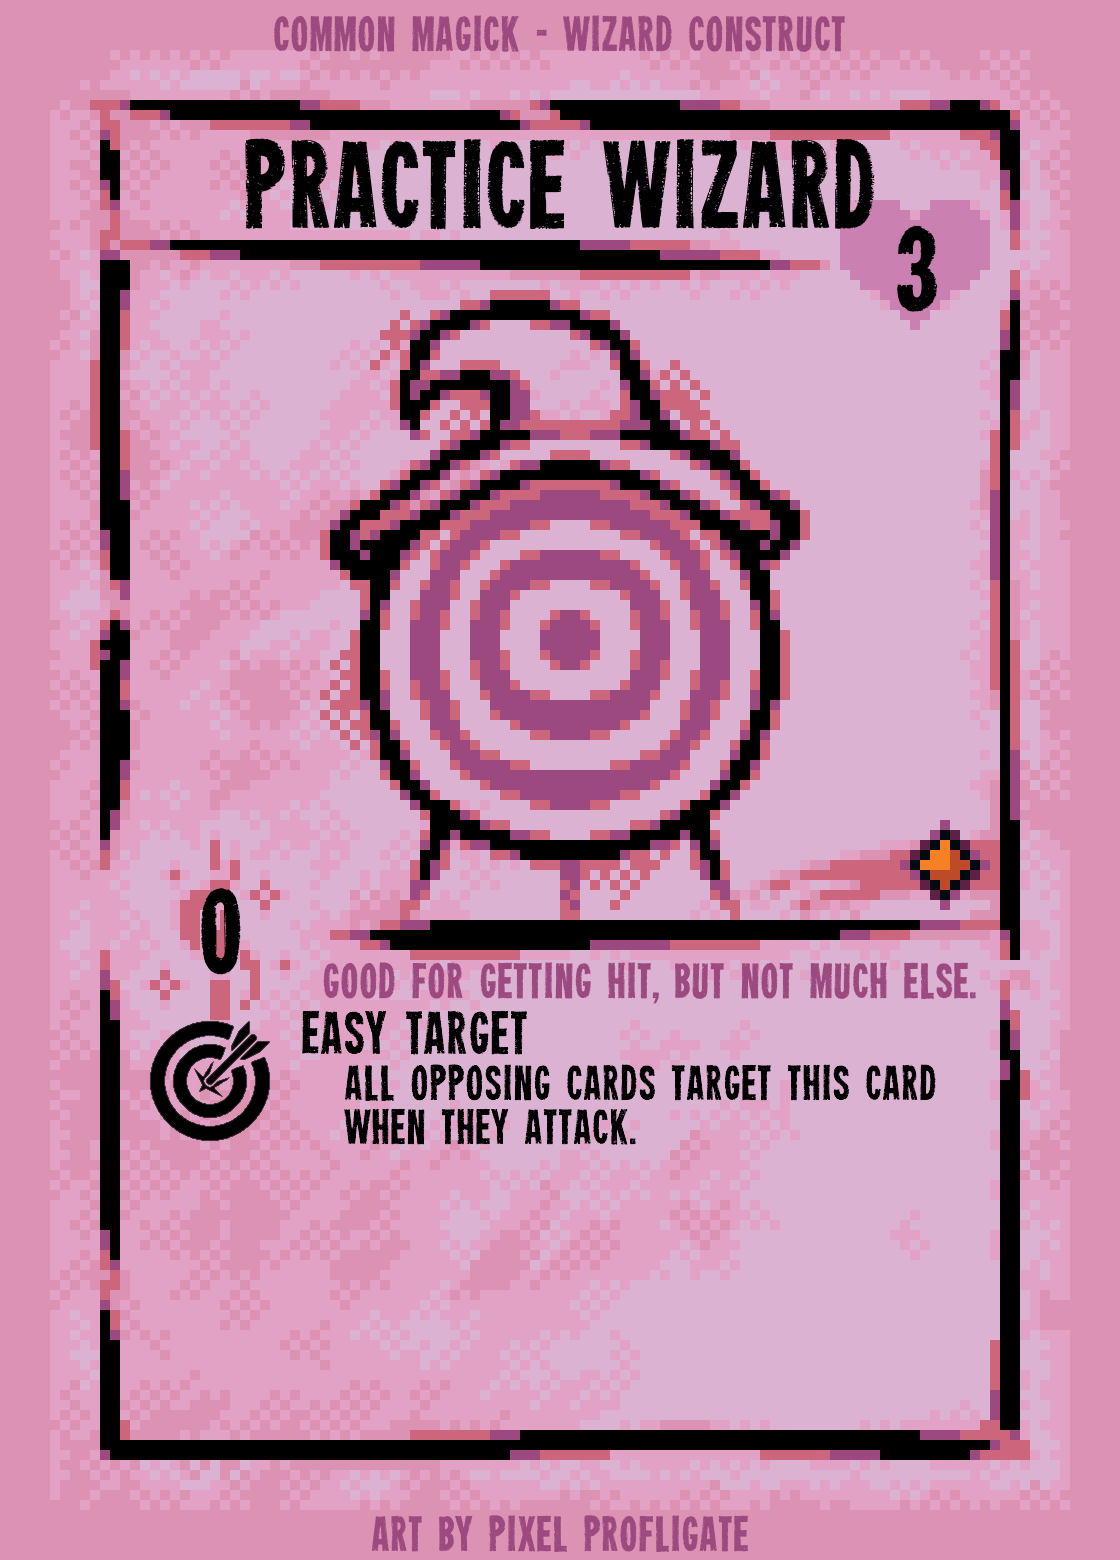 COMMON MAGICK - WIZARD CONSTRUCT
PRACTICE WIZARD
3
0
GOOD FOR GETTING HIT, BUT NOT MUCH ELSE.
EASY TARGET
ALL OPPOSING CARDS TARGET THIS CARD
WHEN THEY ATTACK.
ART BY PIXEL PROFLIGATE